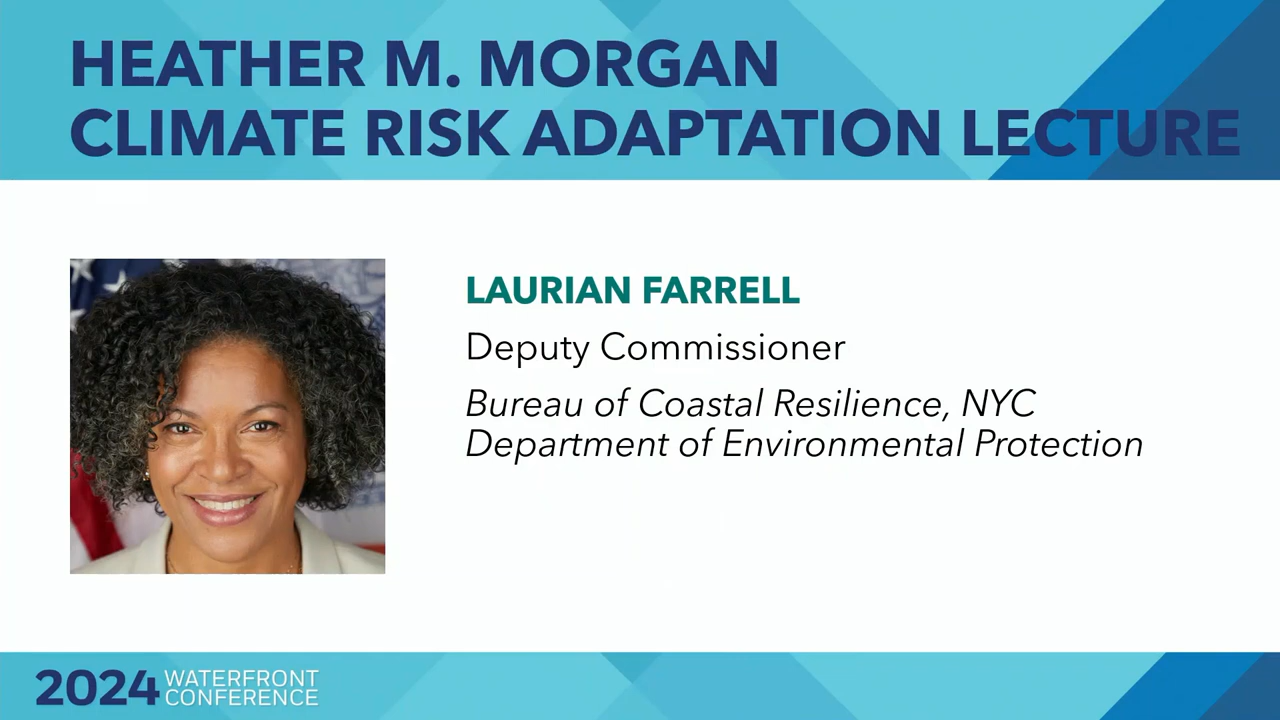 HEATHER M. MORGAN
CLIMATE RISK ADAPTATION LECTURE
LAURIAN FARRELL
Deputy Commissioner
Bureau of Coastal Resilience, NYC
Department of Environmental Protection
2024 WATERFRONT
CONFERENCE